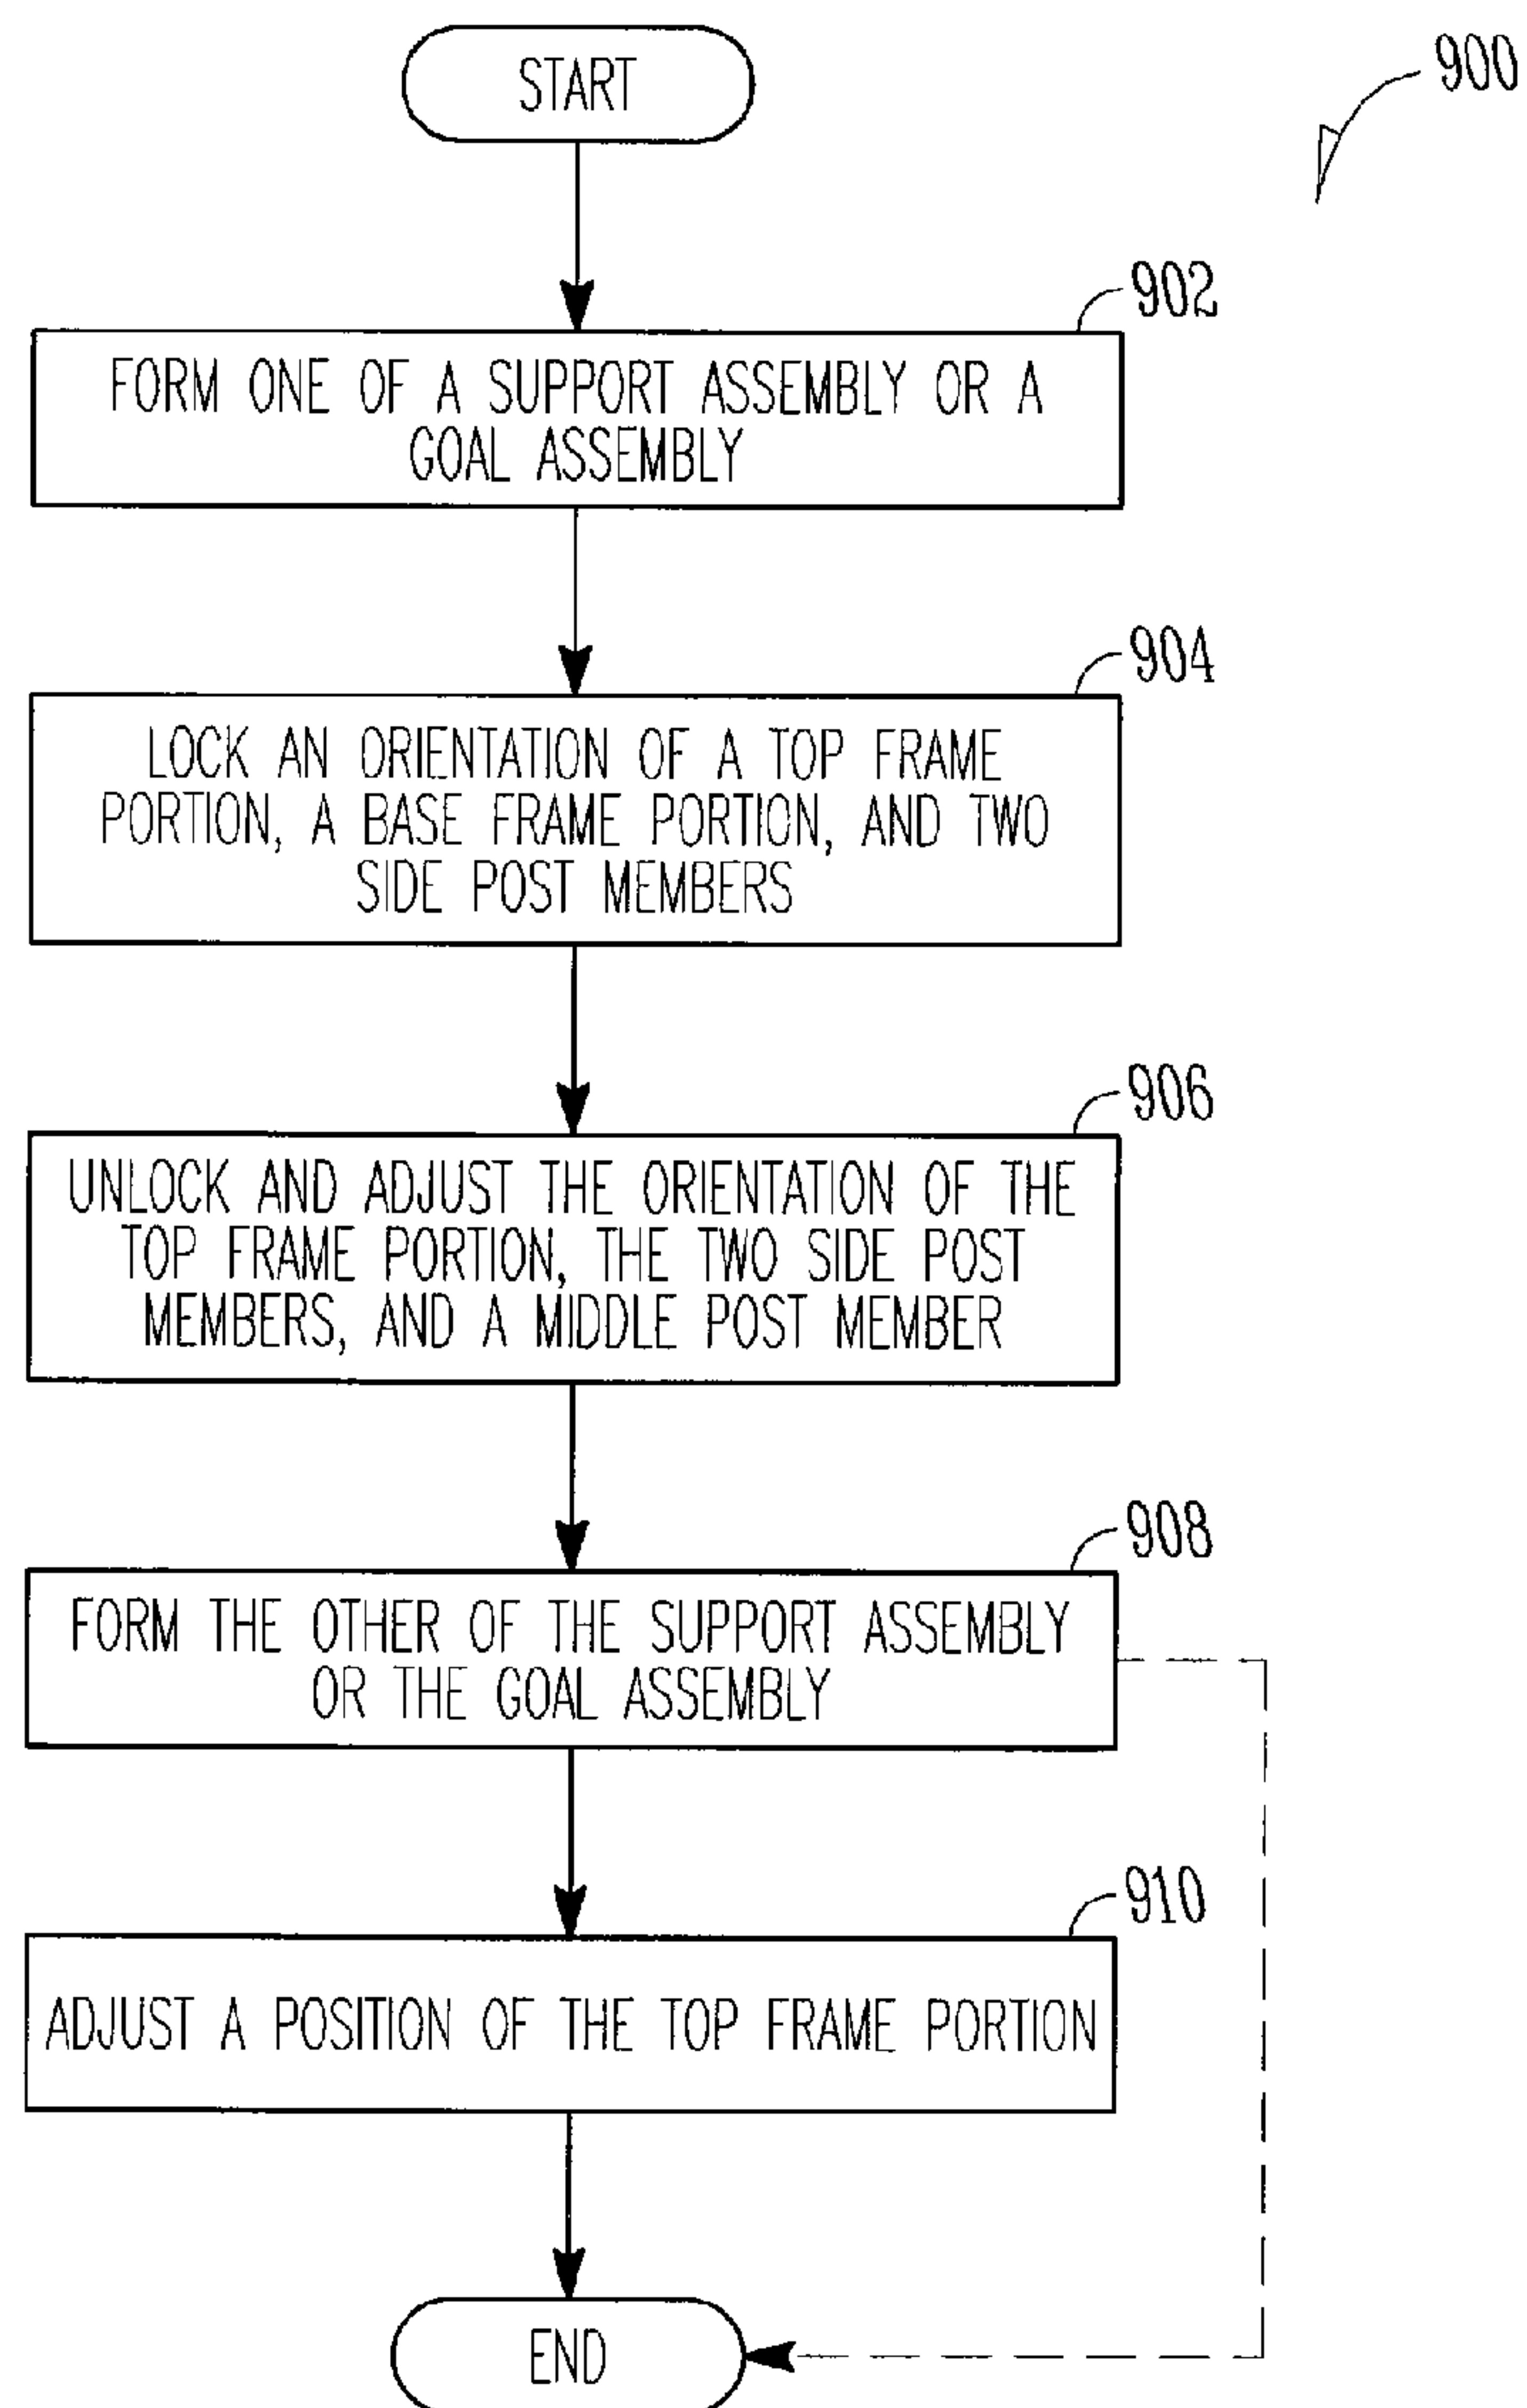 START
900
902
FORM ONE OF A SUPPORT ASSEMBLY OR A
GOAL ASSEMBLY
904
LOCK AN ORIENTATION OF A TOP FRAME
PORTION, A BASE FRAME PORTION, AND TWO
SIDE POST MEMBERS
906
UNLOCK AND ADJUST THE ORIENTATION OF THE
TOP FRAME PORTION, THE TWO SIDE POST
MEMBERS, AND A MIDDLE POST MEMBER
908
FORM THE OTHER OF THE SUPPORT ASSEMBLY
OR THE GOAL ASSEMBLY
910
ADJUST A POSITION OF THE TOP FRAME PORTION
END